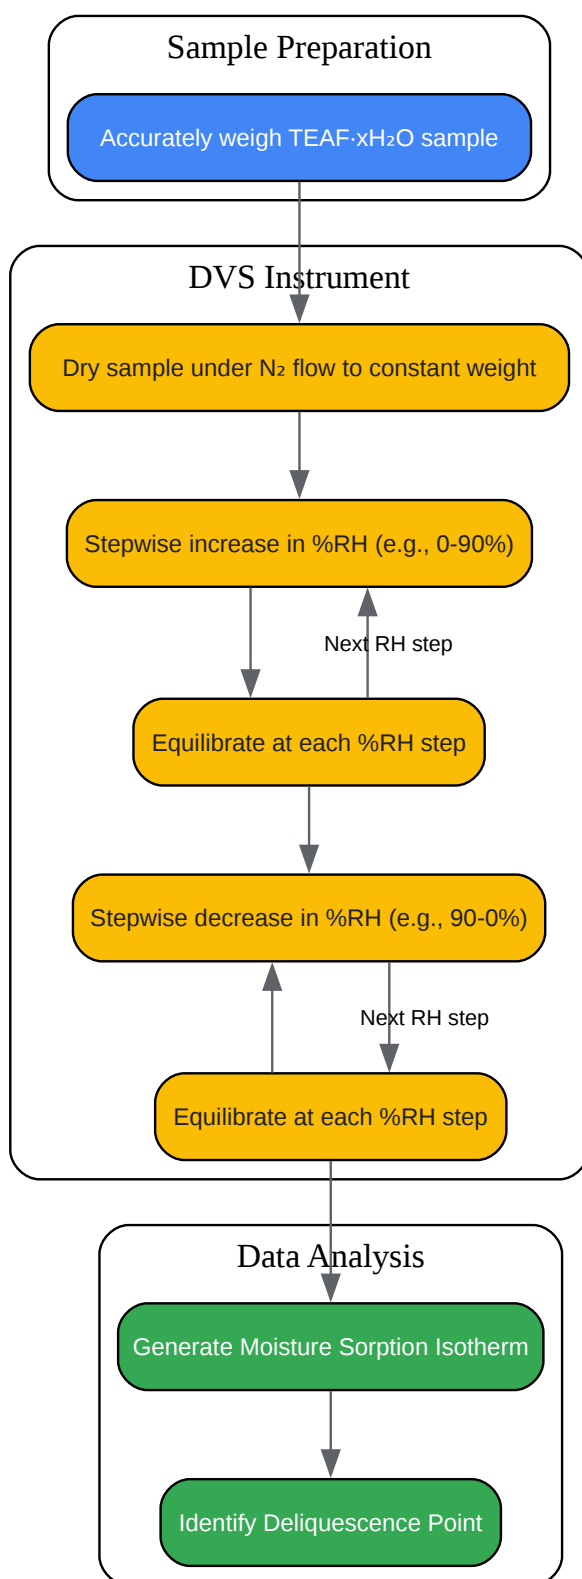 Sample Preparation
Accurately weigh TEAF·xH₂O sample
DVS Instrument
Dry sample under N₂ flow to constant weight
Stepwise increase in %RH (e.g., 0-90%)
Next RH step
Equilibrate at each %RH step
Stepwise decrease in %RH (e.g., 90-0%)
Next RH step
Equilibrate at each %RH step
Data Analysis
Generate Moisture Sorption Isotherm
Identify Deliquescence Point